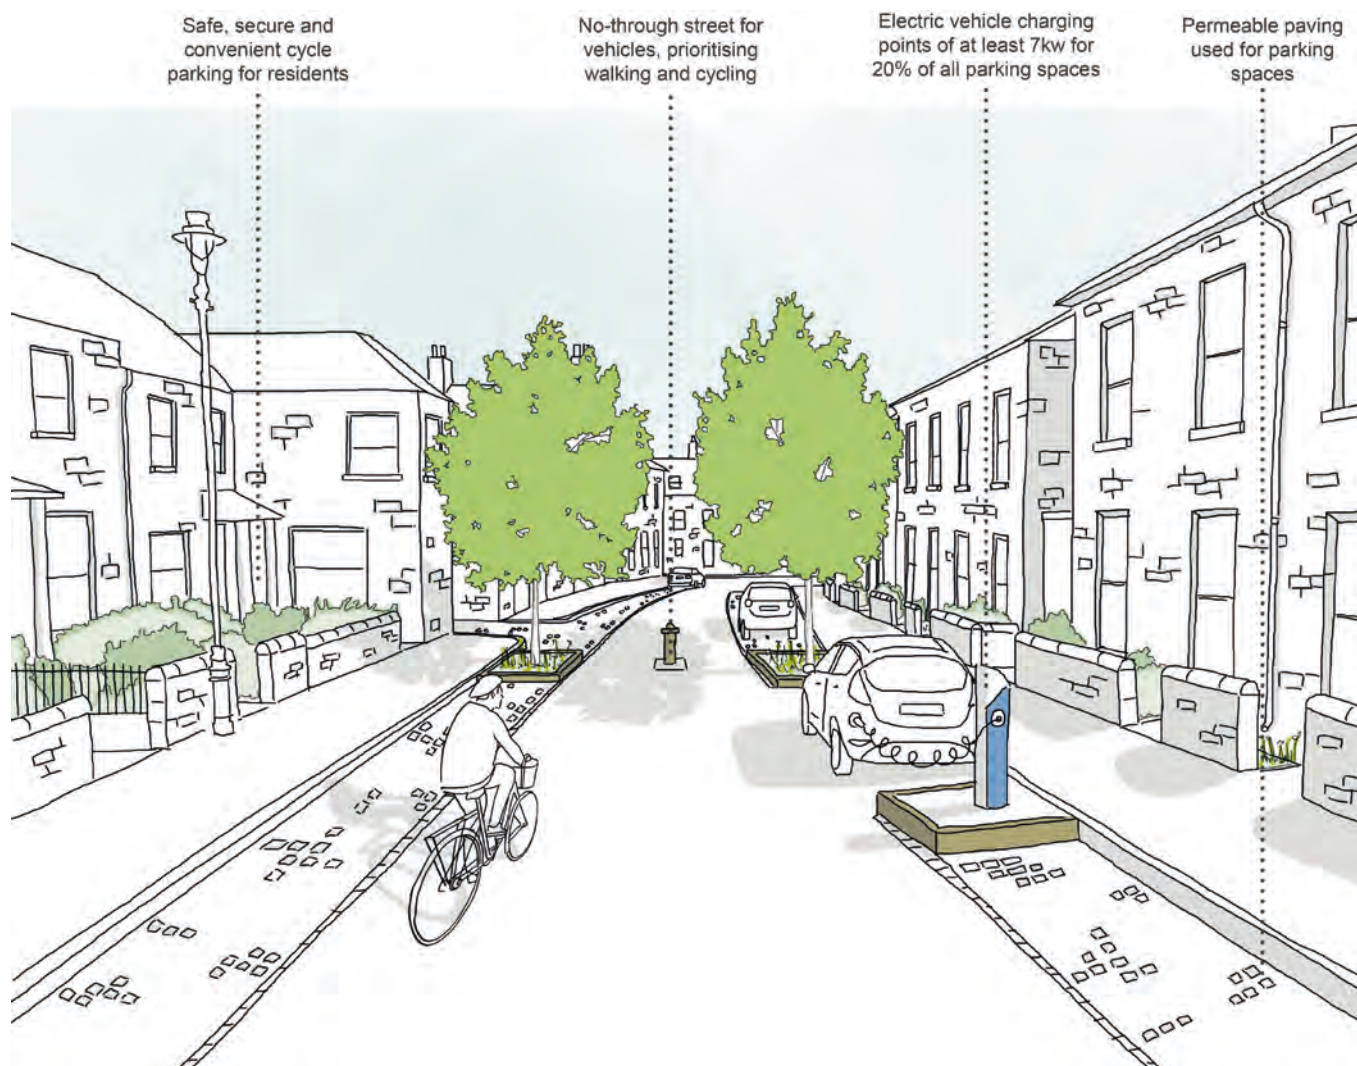 Safe, secure and
convenient cycle
parking for residents
No-through street for
vehicles, prioritising
walking and cycling
Electric vehicle charging
points of at least 7kw for
20% of all parking spaces
Permeable paving
used for parking
spaces